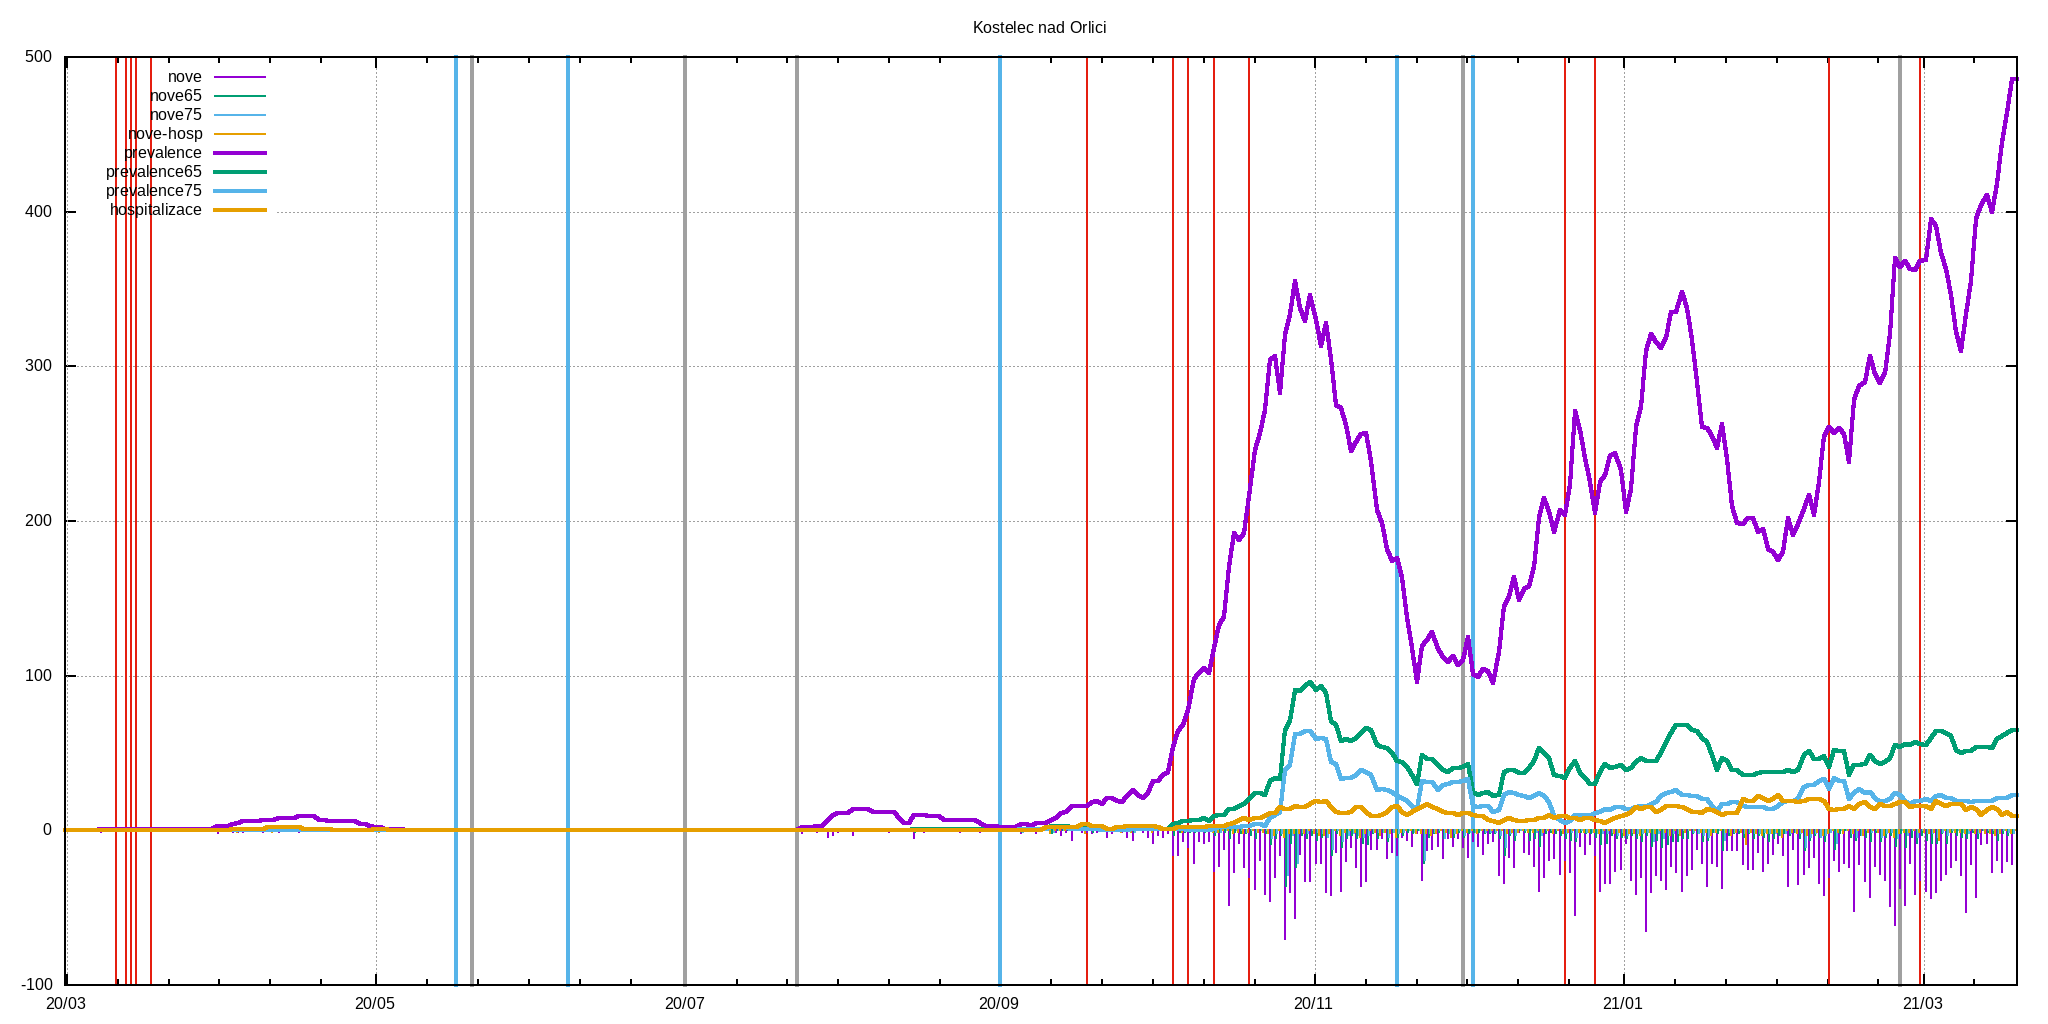 Kostelec nad Orlici
500
400
300
200
100
0
-100
nove
nove65
nove75
nove-hosp
prevalence
prevalence65
prevalence75
hospitalizace
20/03
20/05
20/07
20/09
20/11
21/01
21/03